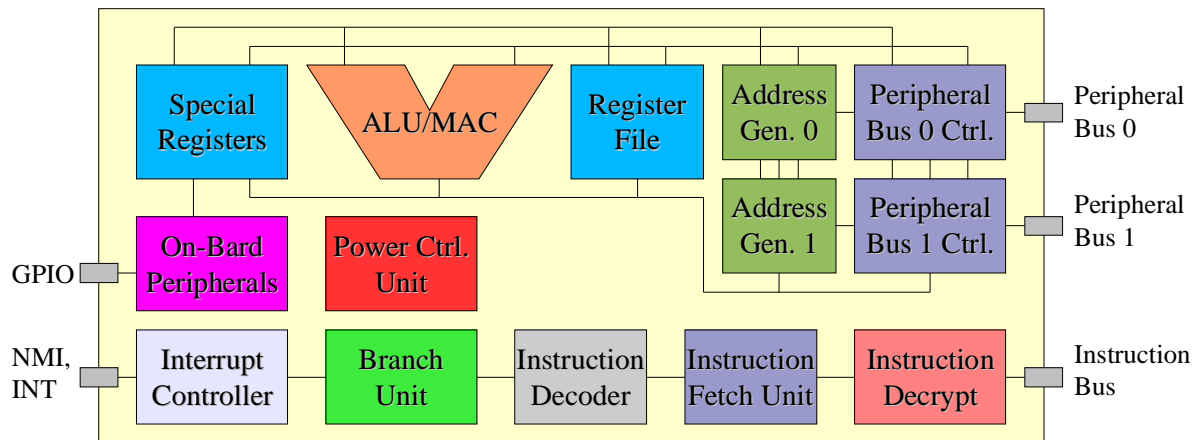 Special
Registers
ALU/MAC
Register
File
Address
Gen. 0
Peripheral
Bus 0 Ctrl.
Peripheral
Bus 0
Address
Gen. 1
Peripheral
Bus 1 Ctrl.
Peripheral
Bus 1
GPIO
On-Bard
Peripherals
Power Ctrl.
Unit
NMI,
INT
Interrupt
Controller
Branch
Unit
Instruction
Decoder
Instruction
Fetch Unit
Instruction
Decrypt
Instruction
Bus